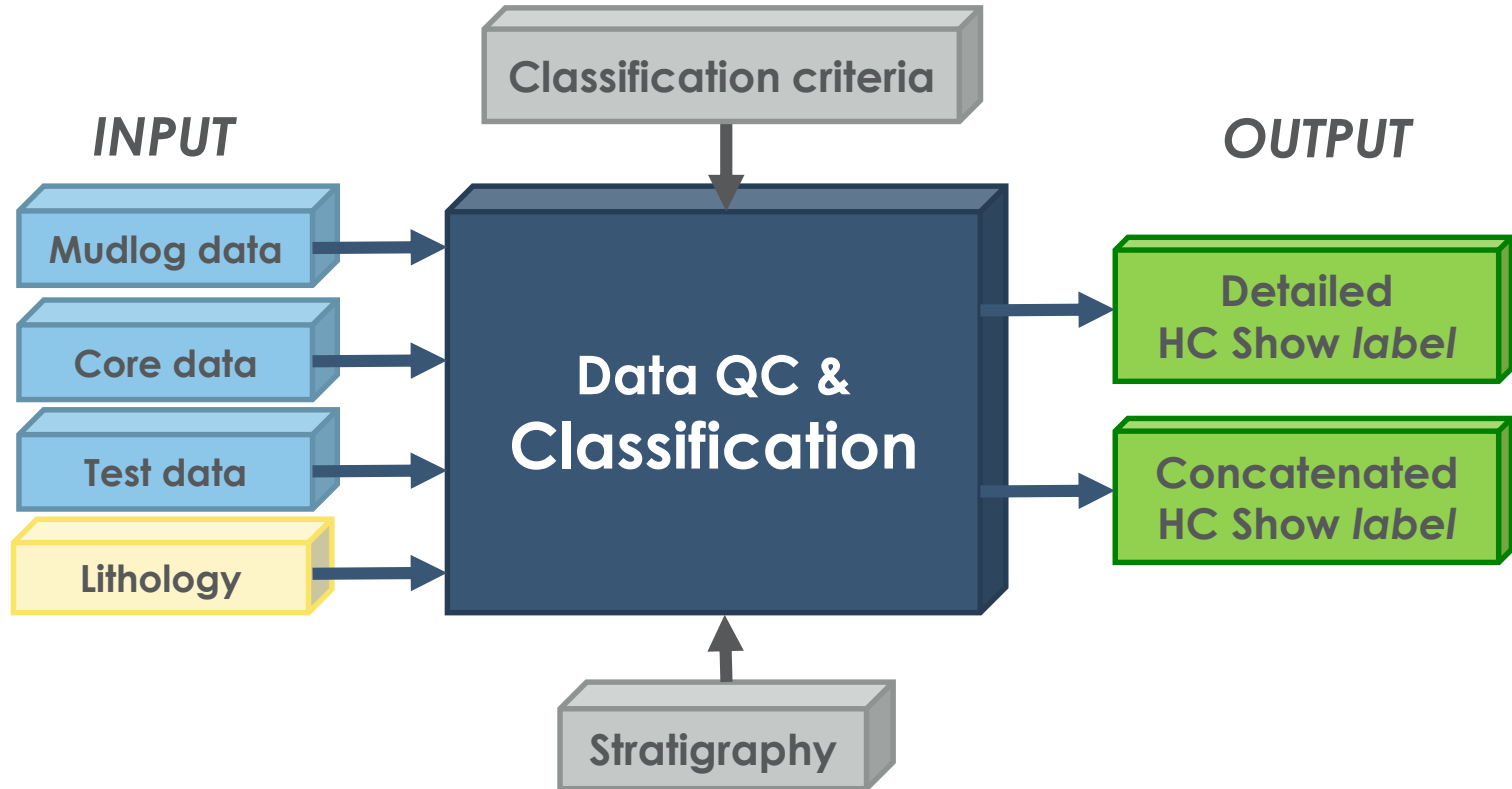 Classification criteria
INPUT
OUTPUT
Mudlog data
Core data
Test data
Lithology
Data QC &
Classification
Detailed
HC Show label
Concatenated
HC Show label
Stratigraphy